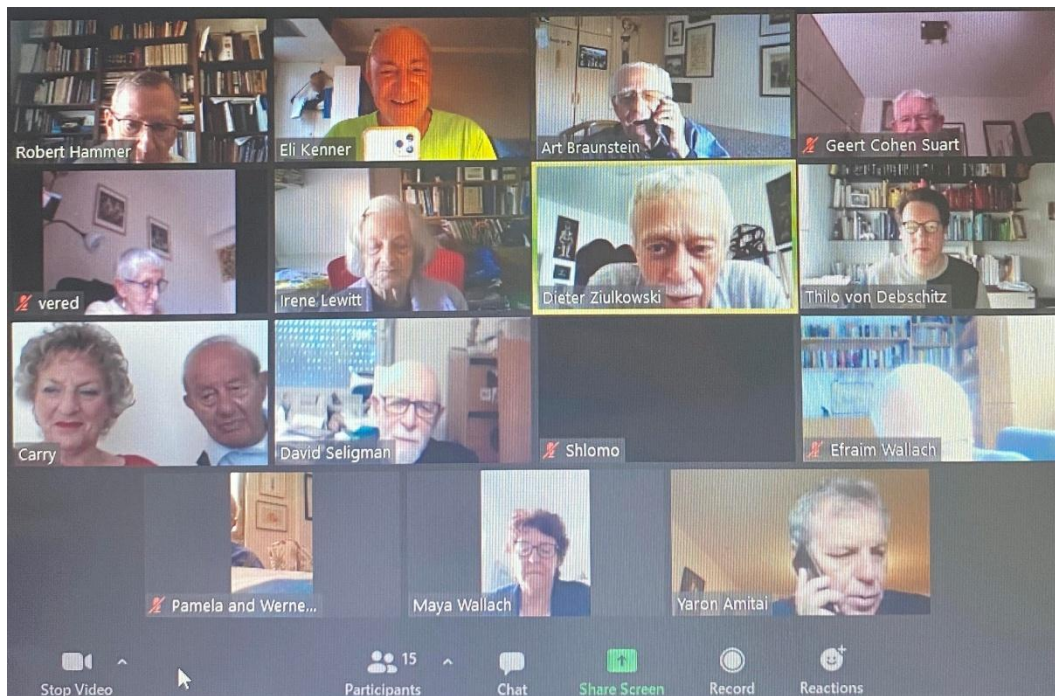 Robert Hammer
Eli Kenner
Art Braunstein
Geert Cohen Suart
vered
Irene Lewitt
Dieter Ziulkowski
Thilo von Debschitz
Carry
David Seligman
Shlomo
Efraim Wallach
Pamela and Werne...
Maya Wallach
Yaron Amitai
15
Stop Video
Participants
Chat
Share Screen
Record
Reactions